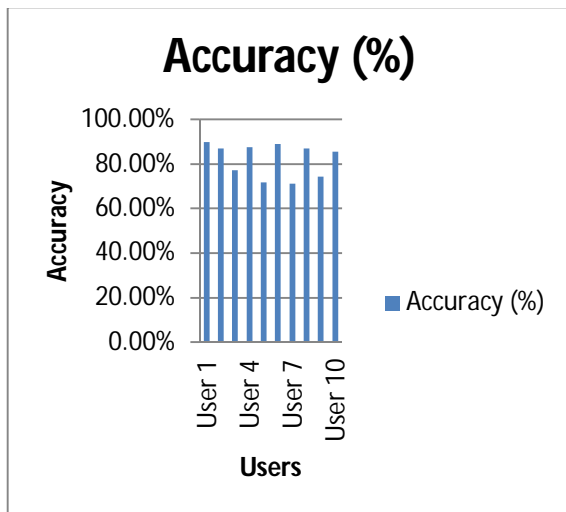 Accuracy (%)
100.00%
80.00%
60.00%
40.00%
20.00%
0.00%
Accuracy
User 1
User 4
User 7
User 10
Users
Accuracy (%)